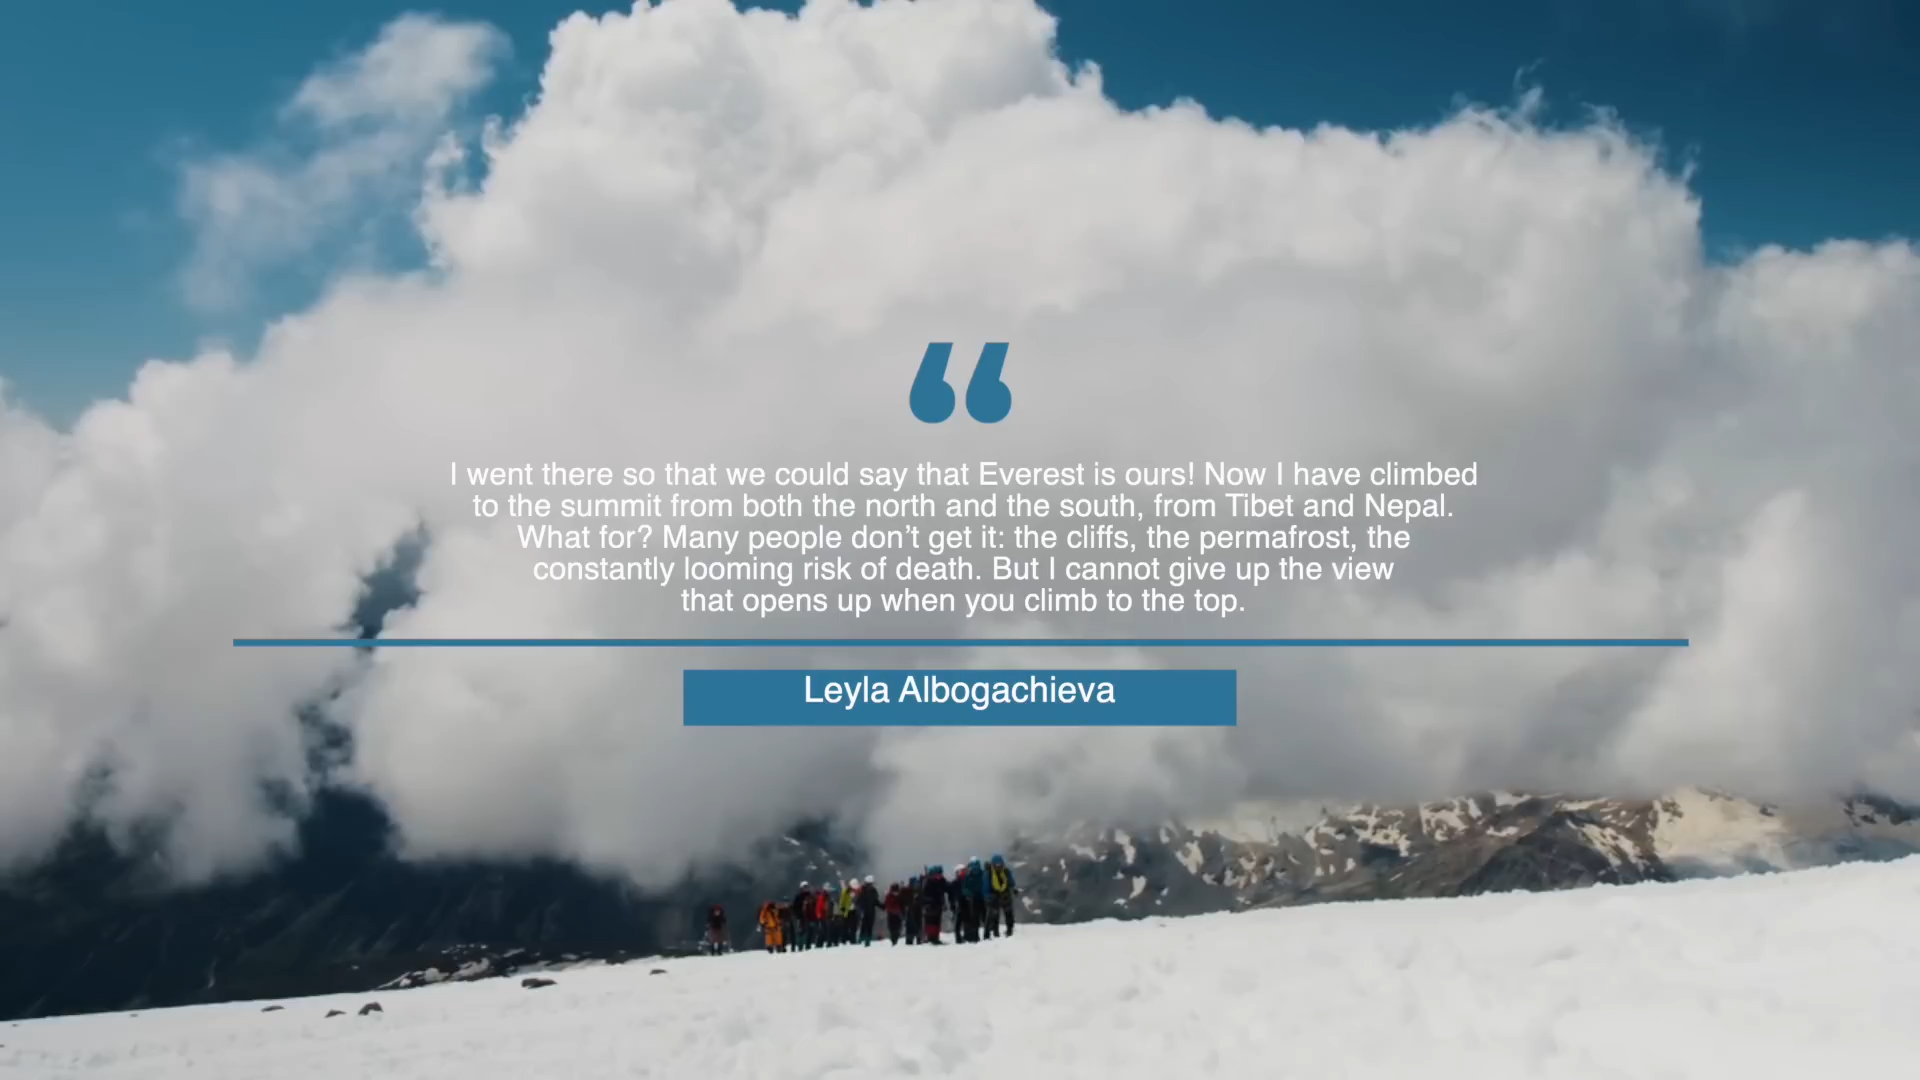 “
I went there so that we could say that Everest is ours! Now I have climbed
to the summit from both the north and the south, from Tibet and Nepal.
What for? Many people don’t get it: the cliffs, the permafrost, the
constantly looming risk of death. But I cannot give up the view
that opens up when you climb to the top.
Leyla Albogachieva